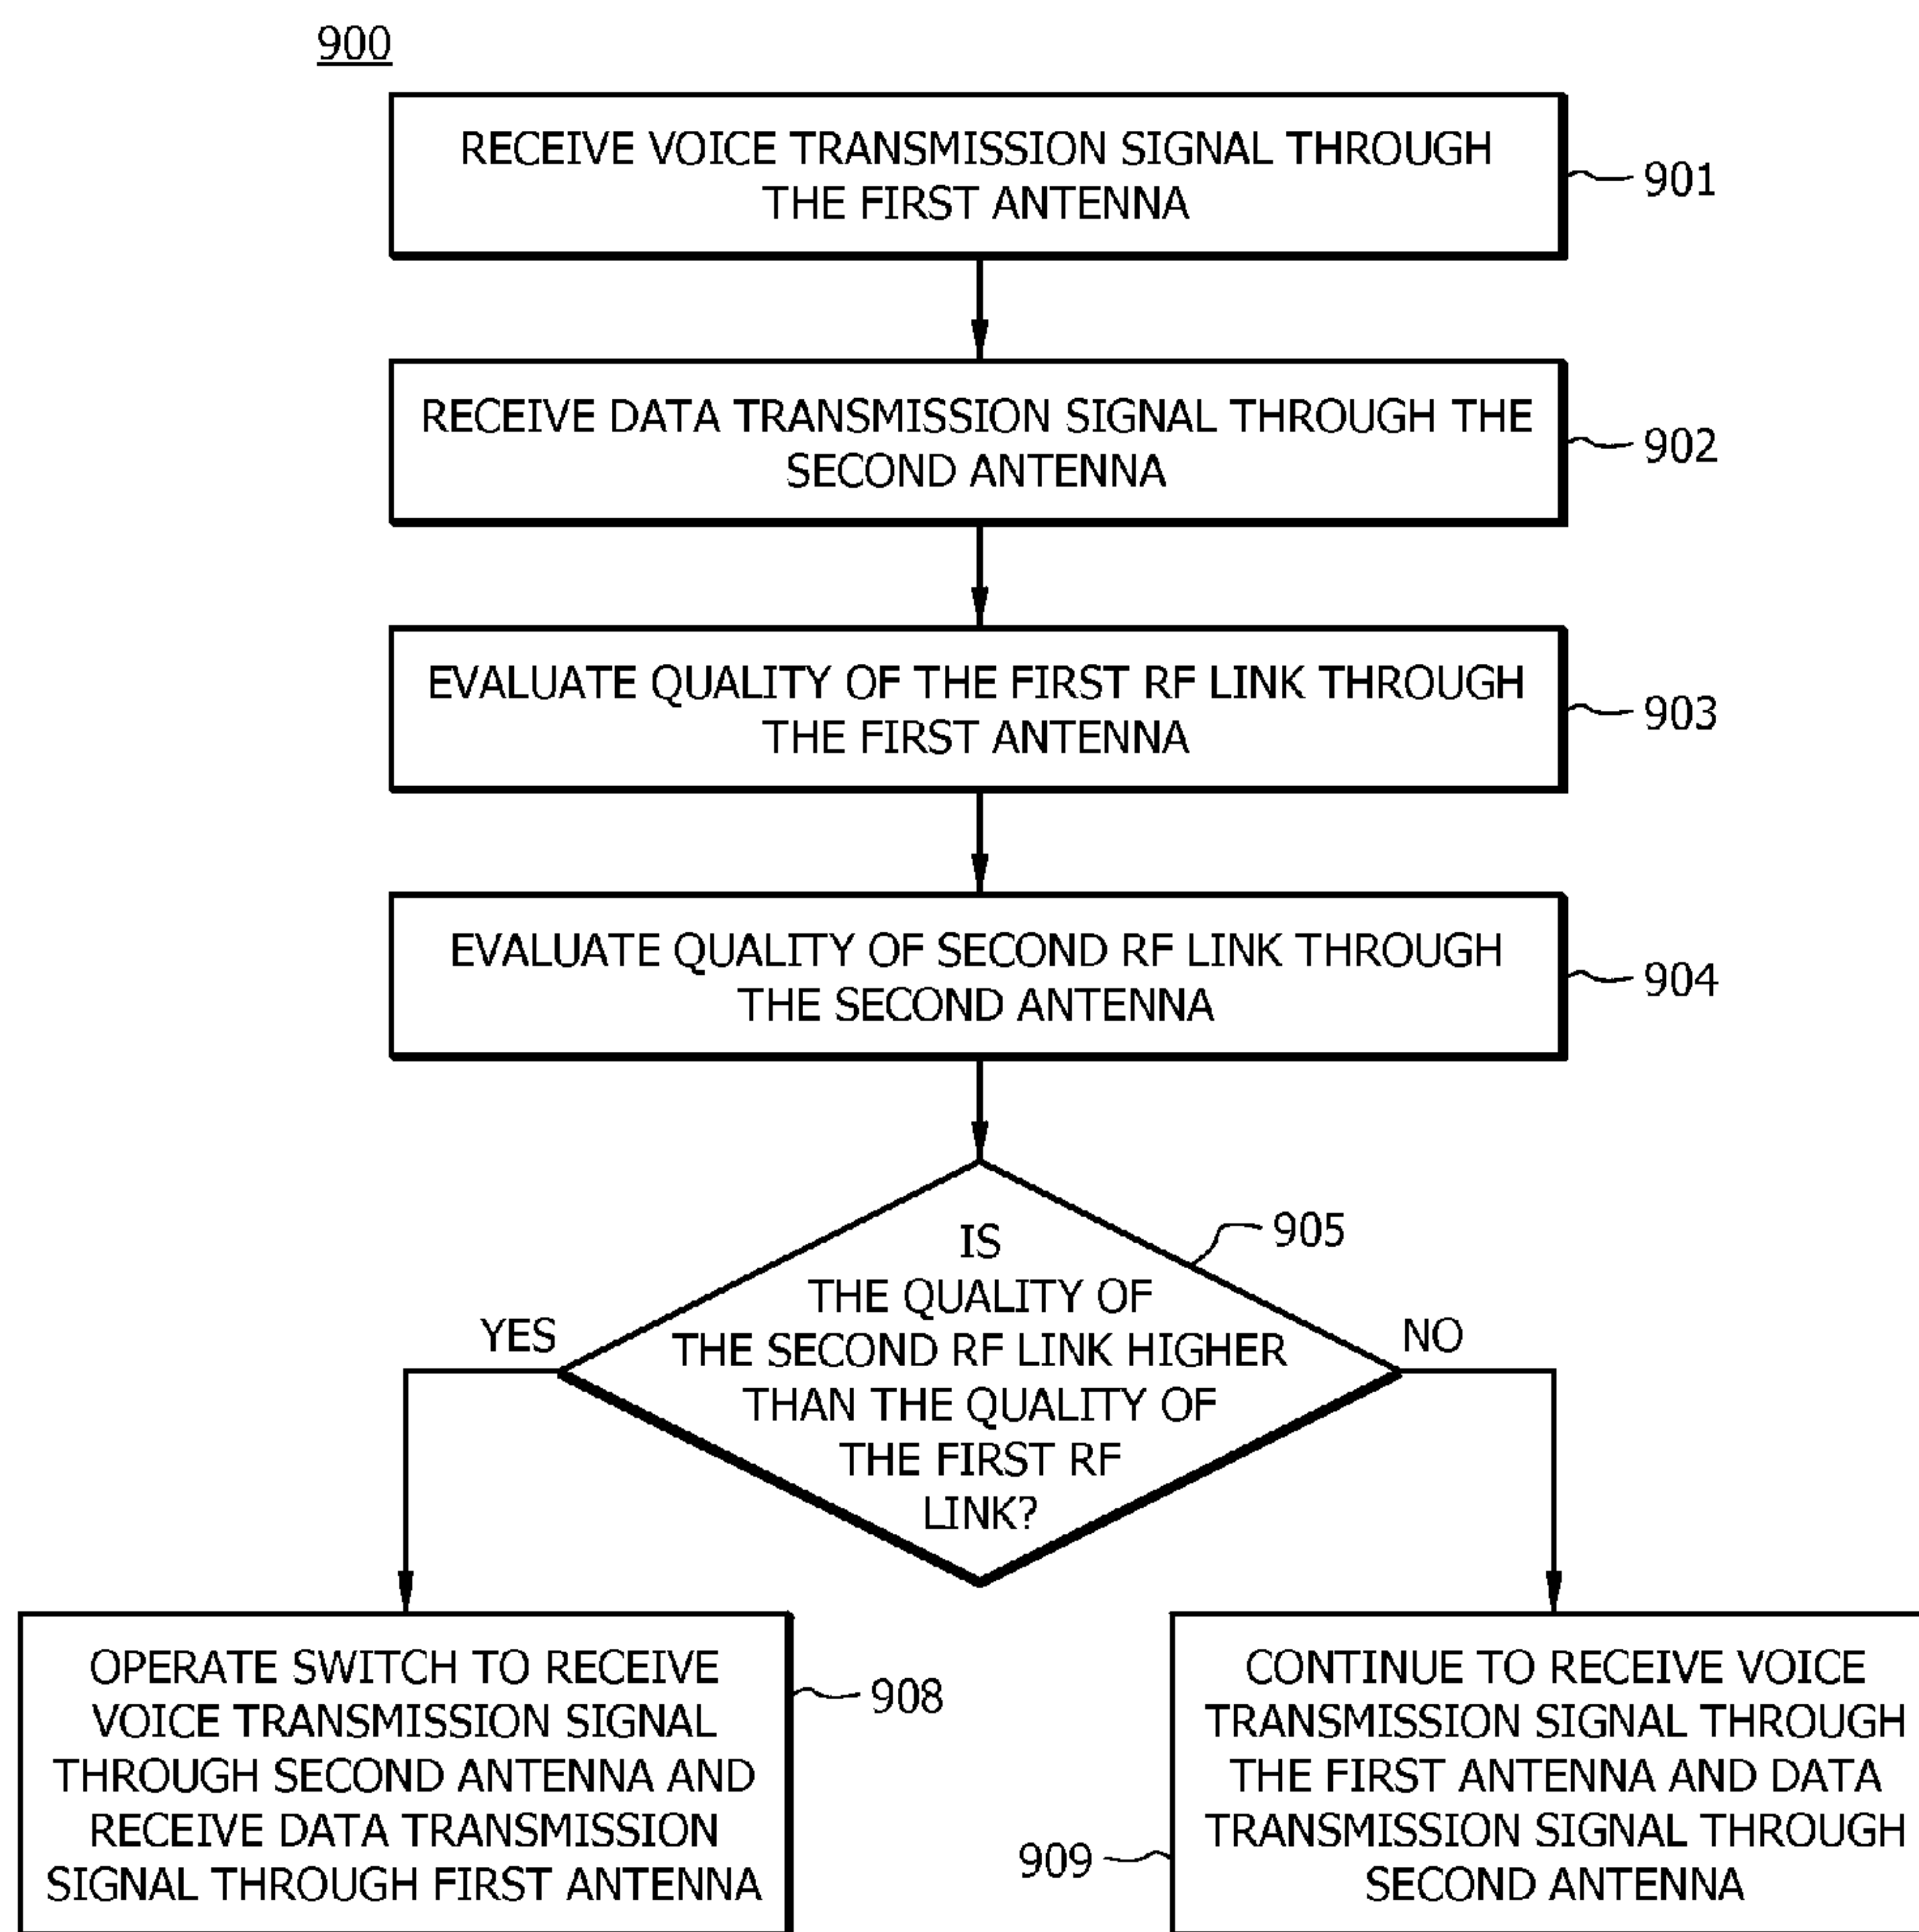 900
RECEIVE VOICE TRANSMISSION SIGNAL THROUGH
THE FIRST ANTENNA
901
RECEIVE DATA TRANSMISSION SIGNAL THROUGH THE
SECOND ANTENNA
902
EVALUATE QUALITY OF THE FIRST RF LINK THROUGH
THE FIRST ANTENNA
903
EVALUATE QUALITY OF SECOND RF LINK THROUGH
THE SECOND ANTENNA
904
IS
THE QUALITY OF
THE SECOND RF LINK HIGHER
THAN THE QUALITY OF
THE FIRST RF
LINK?
905
YES
NO
OPERATE SWITCH TO RECEIVE
VOICE TRANSMISSION SIGNAL
THROUGH SECOND ANTENNA AND
RECEIVE DATA TRANSMISSION
SIGNAL THROUGH FIRST ANTENNA
908
CONTINUE TO RECEIVE VOICE
TRANSMISSION SIGNAL THROUGH
THE FIRST ANTENNA AND DATA
TRANSMISSION SIGNAL THROUGH
SECOND ANTENNA
909